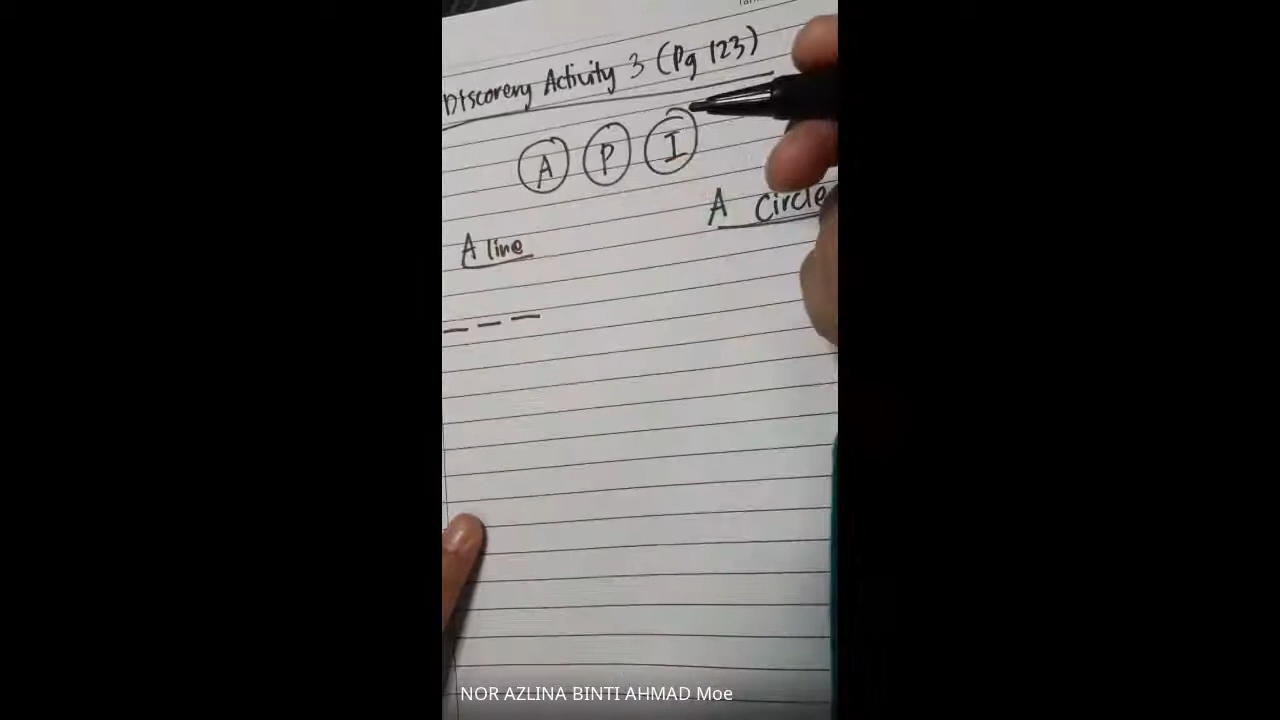 Discovery Activity 3 (Pg 123)
A P I
A Circle
A line
NOR AZLINA BINTI AHMAD Moe